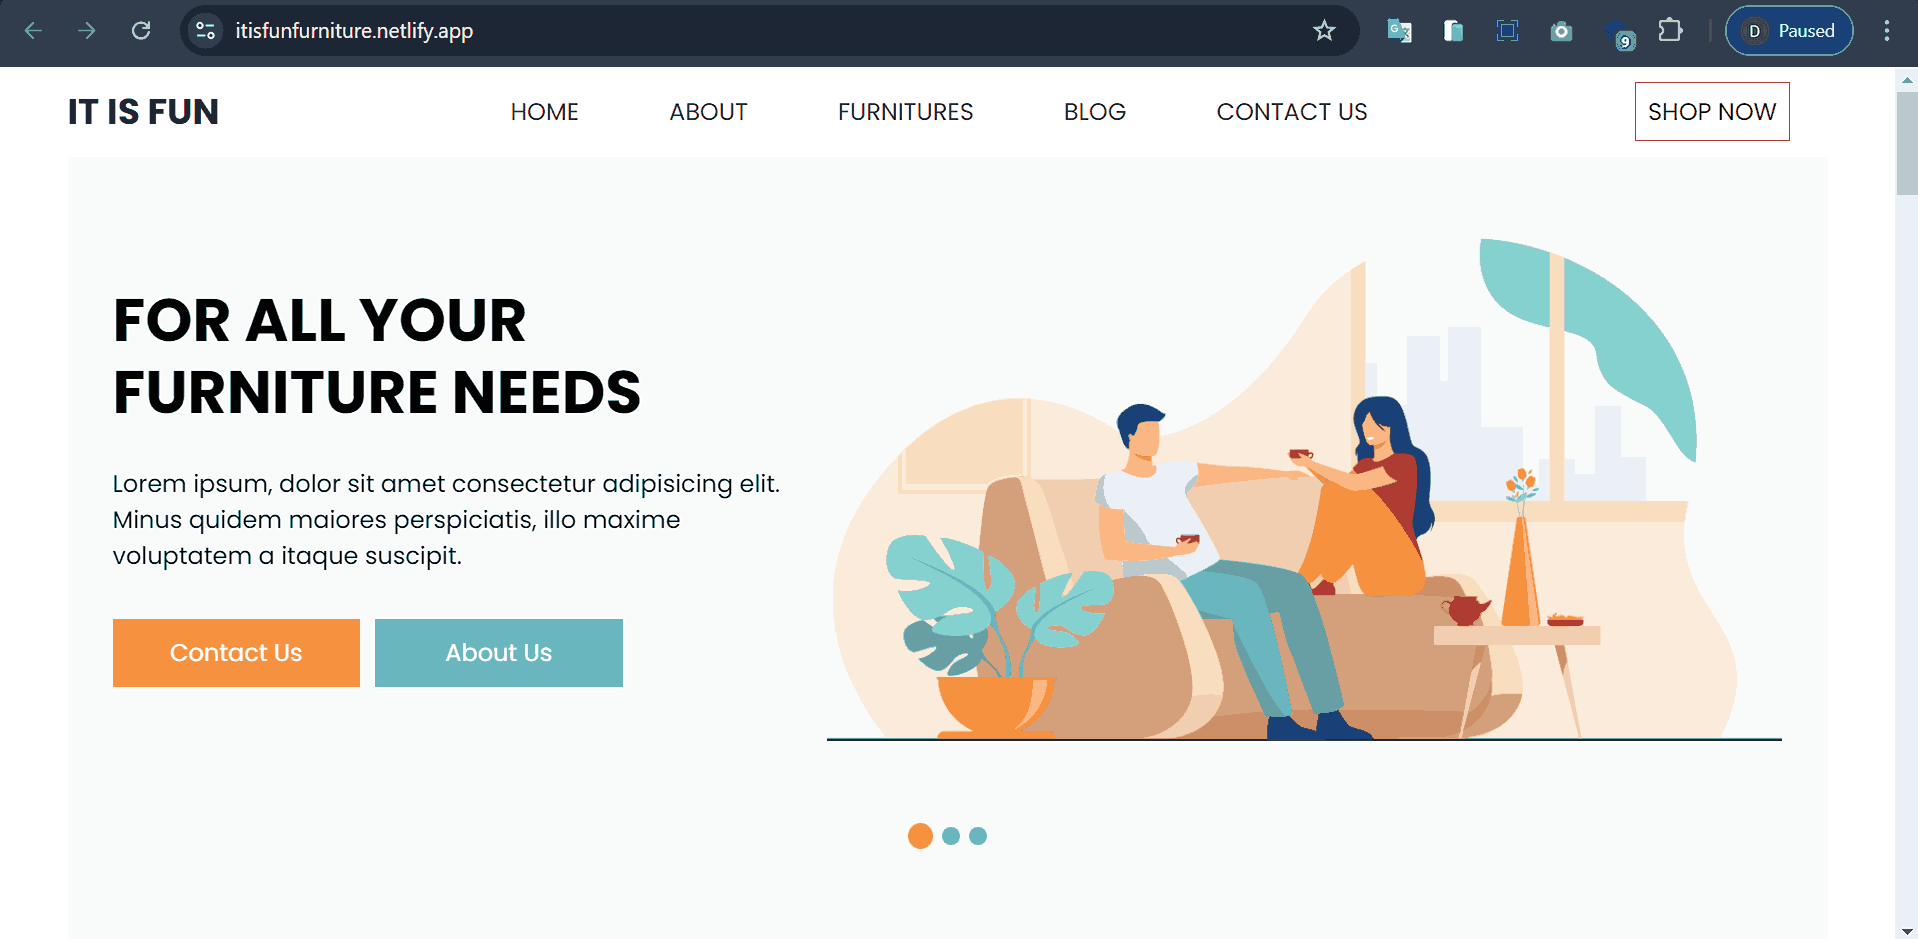 itisfunfurniture.netlify.app
9
D Paused
IT IS FUN
HOME ABOUT FURNITURES BLOG CONTACT US SHOP NOW
FOR ALL YOUR
FURNITURE NEEDS
Lorem ipsum, dolor sit amet consectetur adipisicing elit.
Minus quidem maiores perspiciatis, illo maxime
voluptatem a itaque suscipit.
Contact Us About Us